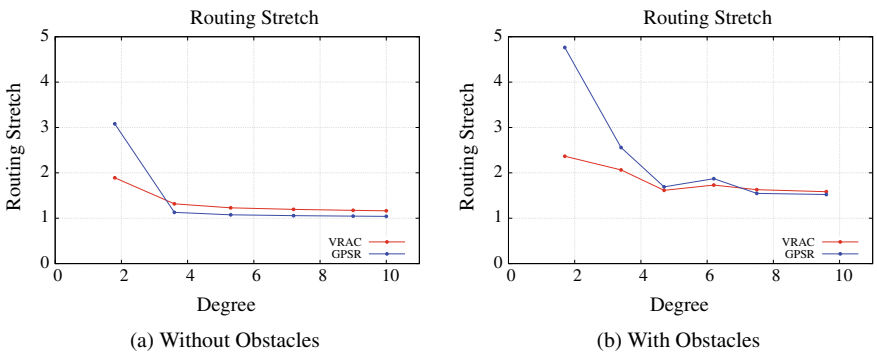 Routing Stretch
5
4
3
2
1
0
Routing Stretch
VRAC
GPSR
0 2 4 6 8 10
Degree
(a) Without Obstacles
Routing Stretch
5
4
3
2
1
0
Routing Stretch
VRAC
GPSR
0 2 4 6 8 10
Degree
(b) With Obstacles